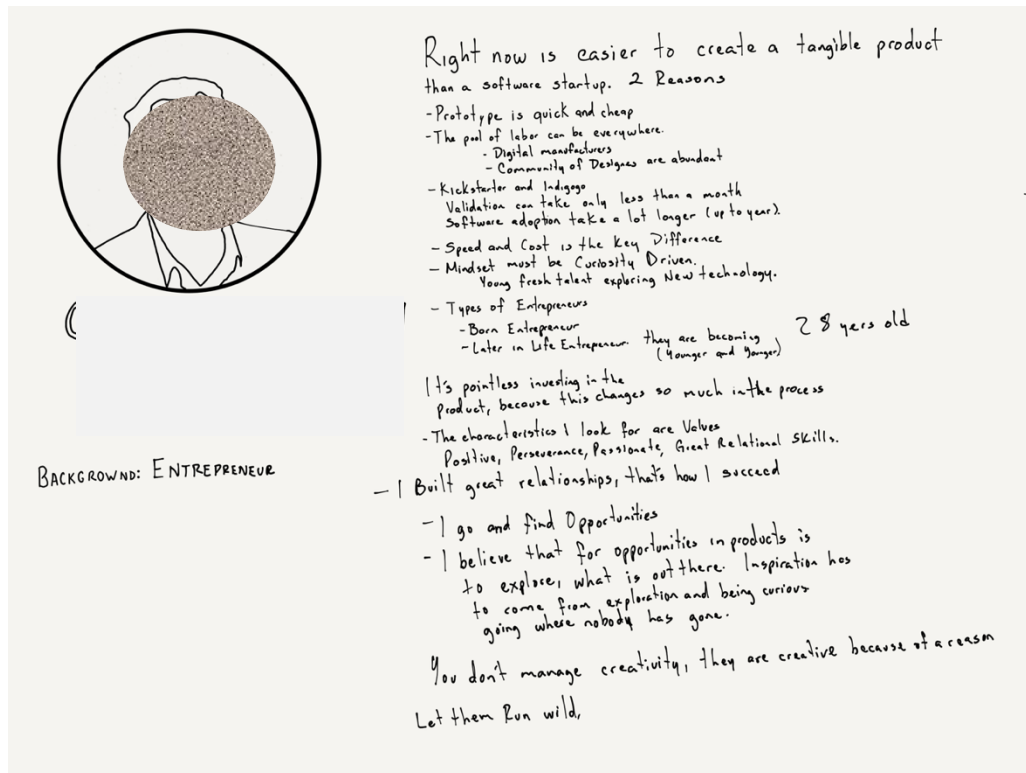 Right now is easier to create a tangible product
than a software startup. 2 Reasons
- Prototype is quick and cheap
- The pool of labor can be everywhere.
- Digital manufacturers
- Community of Designes are abundant
- Kickstarter and Indigogo
Validation can take only less than a month
Software adoption take a lot longer (up to year).
- Speed and Cost is the Key Difference
- Mindset must be Curiosity Driven.
Young fresh talent exploring New technology.
- Types of Entrepreneurs
- Born Entrepreneur
- Later in Life Entrepreneur. they are becoming 28 yers old
(Younger and Younger)
It's pointless investing in the
product, because this changes so much in the process
- The characteristics I look for are Values
Positive, Perseverance, Passionate, Great Relational Skills.
BACKGROWND: ENTREPRENEUR
- I Built great relationships, that's how I succeed
- I go and find Opportunities
- I believe that for opportunities in products is
to explore, what is out there. Inspiration has
to come from exploration and being curious
going where nobody has gone.
You don't manage creativity, they are creative because of a reason
Let them Run wild,